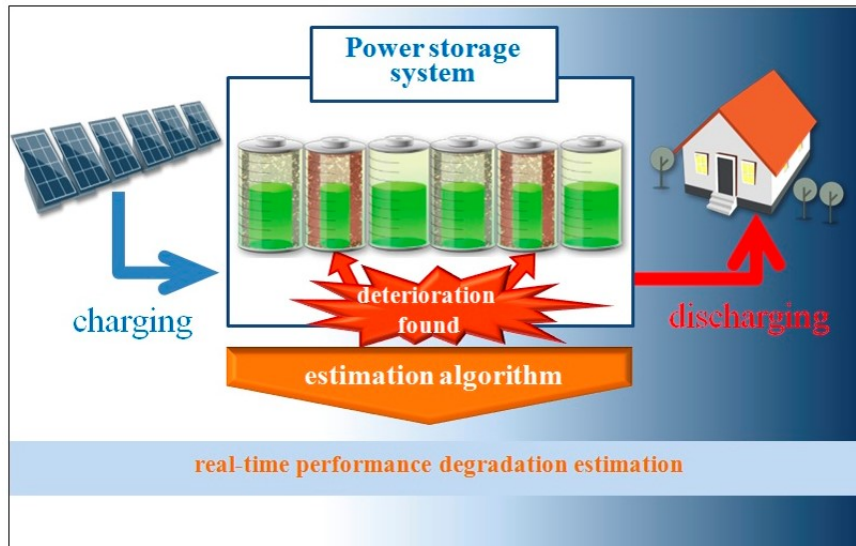 Power storage
system
charging
deterioration
found
discharging
estimation algorithm
real-time performance degradation estimation